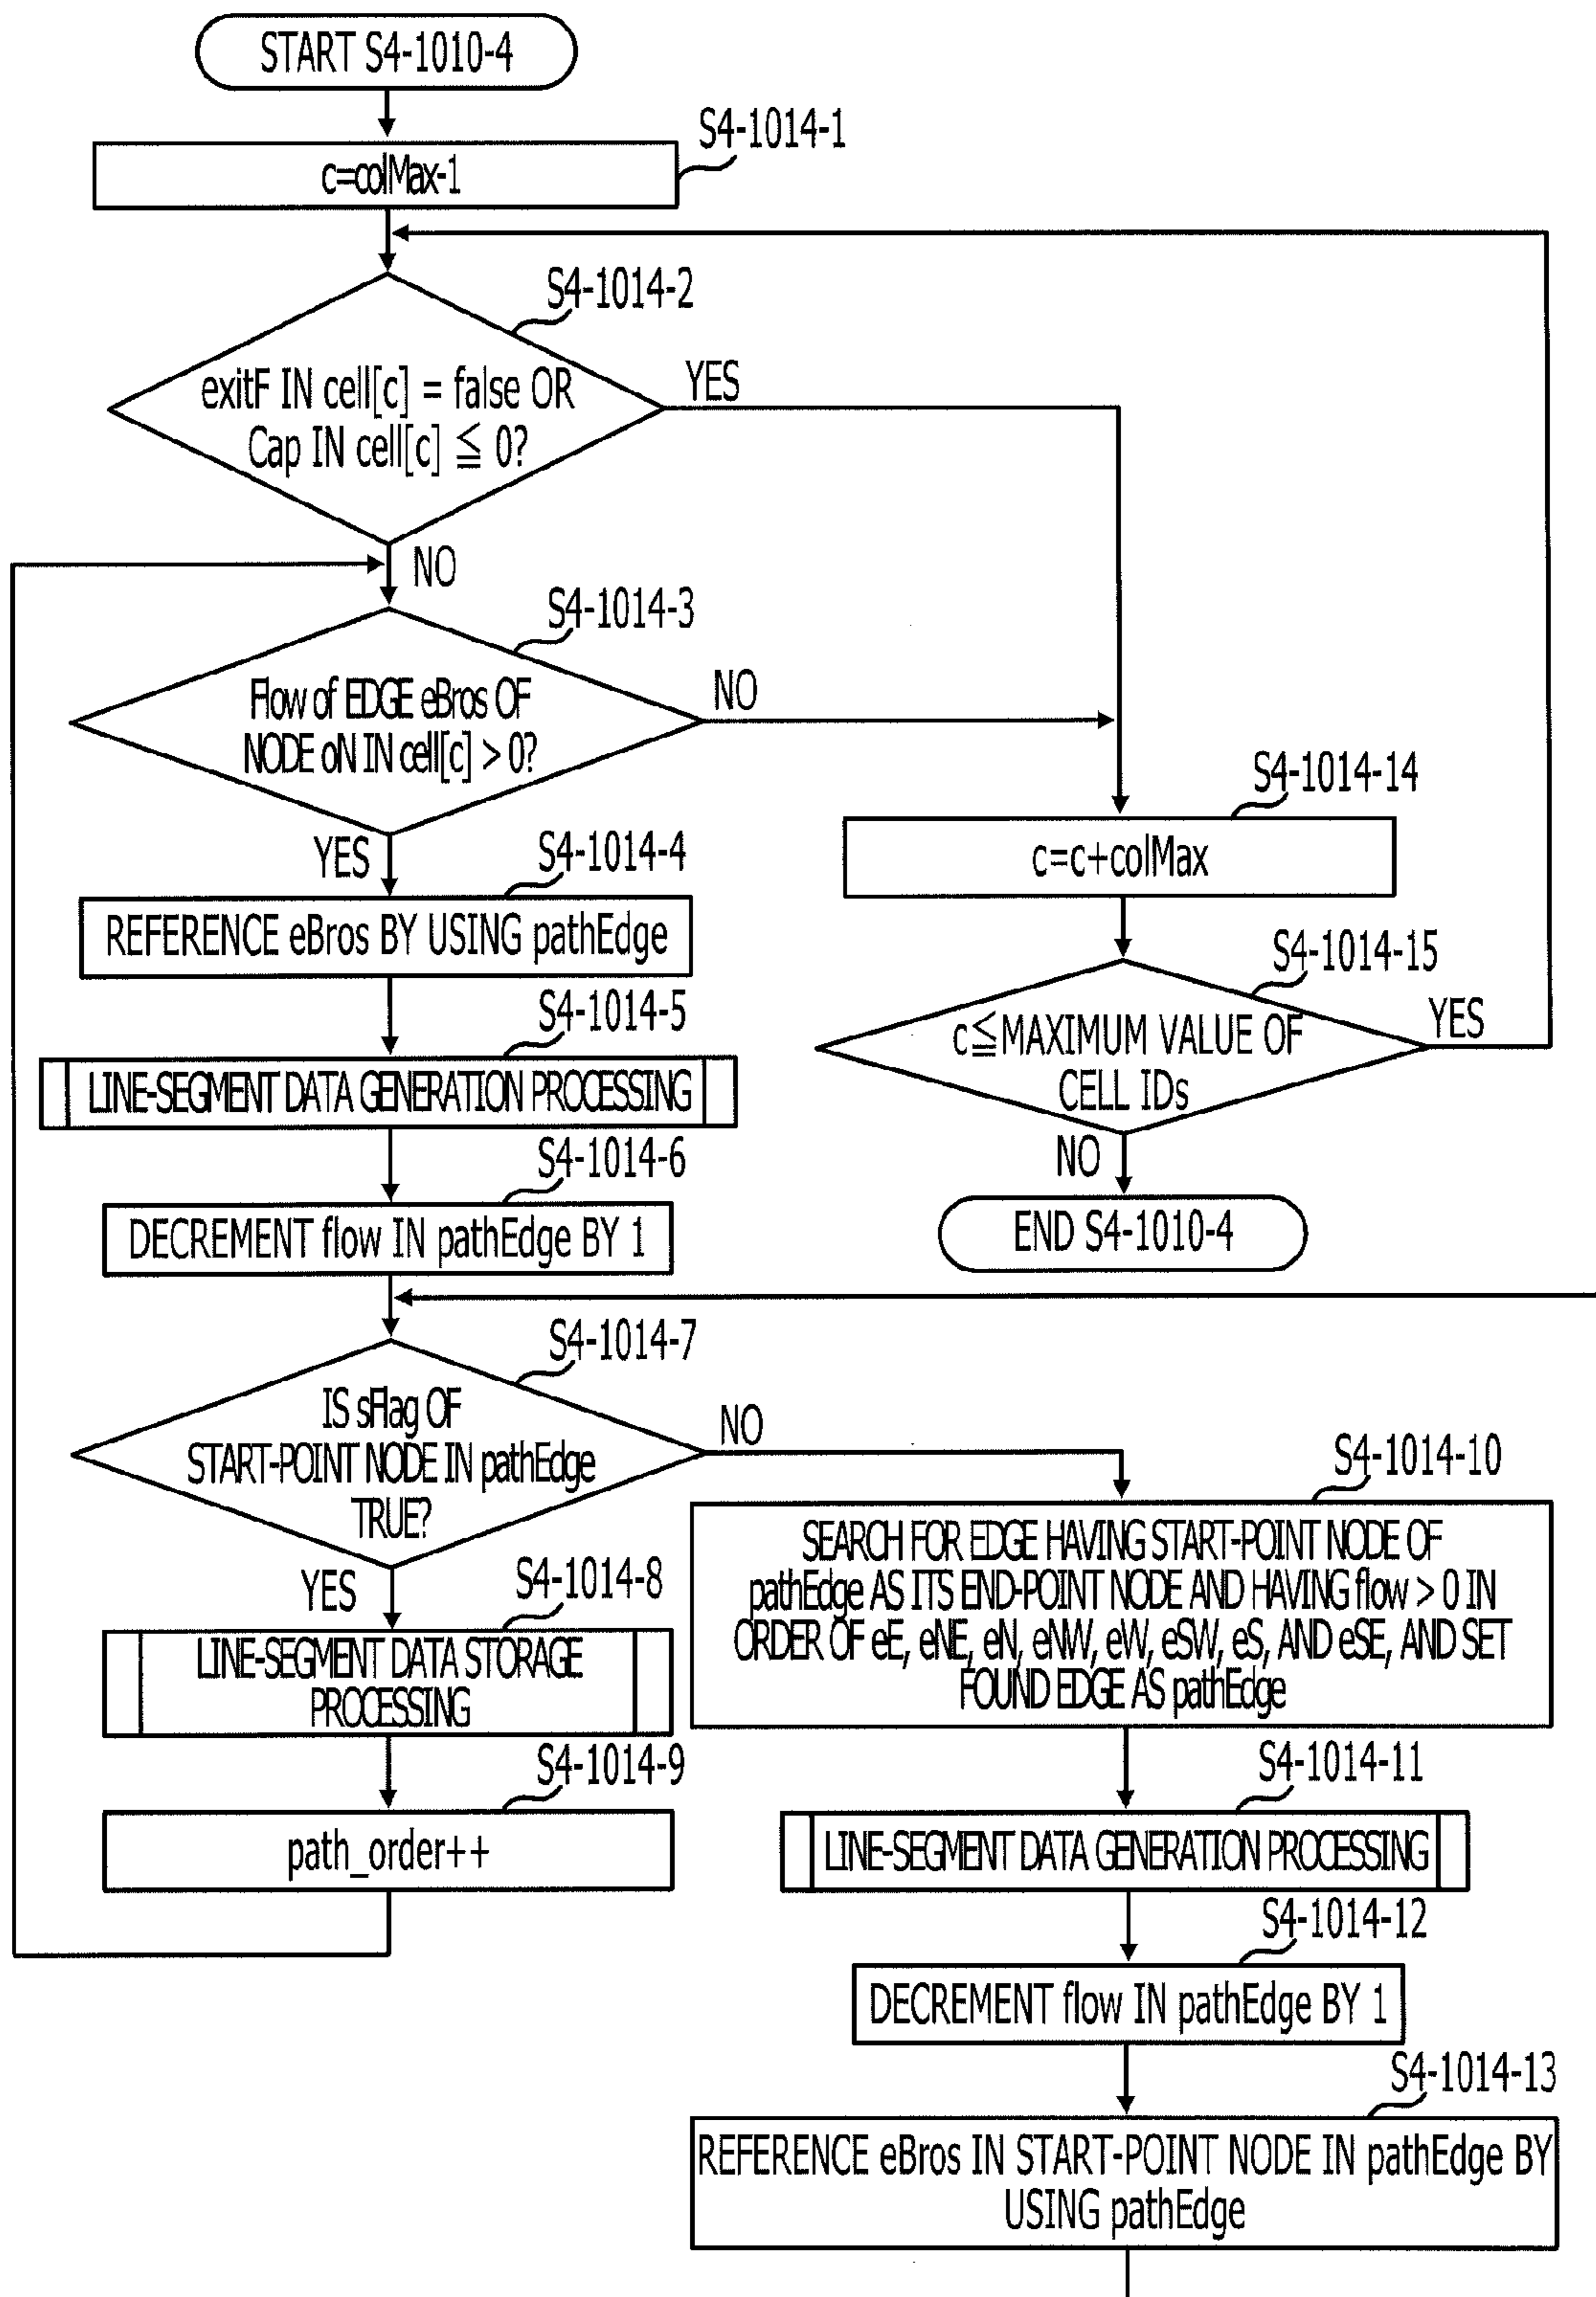 START S4-1010-4
S4-1014-1
c=colMax-1
S4-1014-2
exitF IN cell[c] = false OR
Cap IN cell[c] ≦ 0?
YES
NO
S4-1014-3
Flow of EDGE eBros OF
NODE oN IN cell[c] > 0?
NO
YES
S4-1014-4
REFERENCE eBros BY USING pathEdge
S4-1014-5
LINE-SEGMENT DATA GENERATION PROCESSING
S4-1014-6
DECREMENT flow IN pathEdge BY 1
S4-1014-14
c=c+colMax
S4-1014-15
c≦MAXIMUM VALUE OF
CELL IDs
YES
NO
END S4-1010-4
S4-1014-7
IS sFlag OF
START-POINT NODE IN pathEdge
TRUE?
NO
YES
S4-1014-8
LINE-SEGMENT DATA STORAGE
PROCESSING
S4-1014-9
path_order++
S4-1014-10
SEARCH FOR EDGE HAVING START-POINT NODE OF
pathEdge AS ITS END-POINT NODE AND HAVING flow > 0 IN
ORDER OF eE, eNE, eN, eNW, eW, eSW, eS, AND eSE, AND SET
FOUND EDGE AS pathEdge
S4-1014-11
LINE-SEGMENT DATA GENERATION PROCESSING
S4-1014-12
DECREMENT flow IN pathEdge BY 1
S4-1014-13
REFERENCE eBros IN START-POINT NODE IN pathEdge BY
USING pathEdge